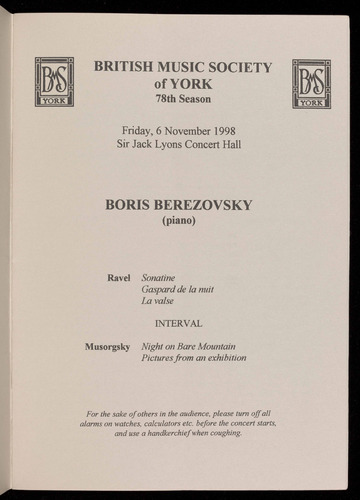 BRITISH MUSIC SOCIETY
of YORK
78th Season
BMS
YORK
BMS
YORK
Friday, 6 November 1998
Sir Jack Lyons Concert Hall
BORIS BEREZOVSKY
(piano)
Ravel Sonatine
Gaspard de la nuit
La valse
INTERVAL
Musorgsky Night on Bare Mountain
Pictures from an exhibition
For the sake of others in the audience, please turn off all
alarms on watches, calculators etc. before the concert starts,
and use a handkerchief when coughing.